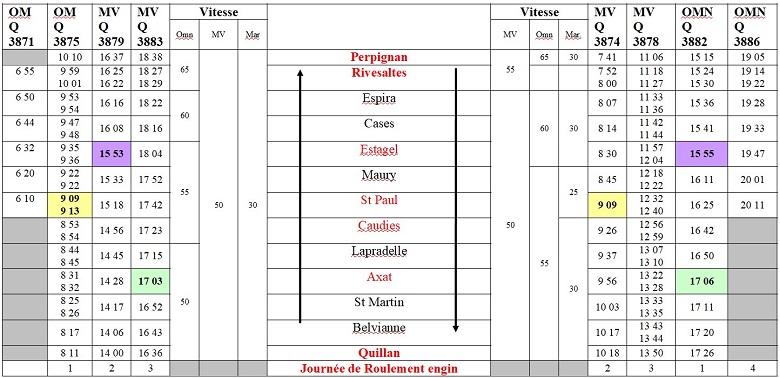 OM Q 3871 OM Q 3875 MV Q 3879 MV Q 3883 Vitesse Vitesse MV Q 3874 MV Q 3878 OMN Q 3882 OMN Q 3886
Omn MV Mar MV Omn Mar.
10 10 16 37 18 38 65 Perpignan 55 65 30 7 41 11 06 15 15 19 05
6 55 9 59 10 01 16 25 16 22 18 27 18 29 Rivesaltes 7 52 8 00 11 18 11 27 15 24 15 30 19 14 19 22
6 50 9 53 9 54 16 16 18 22 60 Espira 60 30 8 07 11 33 11 36 15 36 19 28
6 44 9 47 9 48 16 08 18 16 Cases 8 14 11 42 11 44 15 41 19 33
6 32 9 35 9 36 15 53 18 04 Estagel 8 30 11 57 12 04 15 55 19 47
6 20 9 22 9 22 15 33 17 52 55 50 30 Maury 50 55 25 8 45 12 18 12 22 16 11 20 01
6 10 9 09 9 13 15 18 17 42 St Paul 9 09 12 32 12 40 16 25 20 11
8 53 8 54 14 56 17 23 Caudies 30 9 26 12 56 12 59 16 42
8 44 8 45 14 45 17 15 50 Lapradelle 9 37 13 07 13 10 16 50
8 31 8 32 14 28 17 03 Axat 9 56 13 22 13 28 17 06
8 25 8 26 14 17 16 52 St Martin 10 03 13 33 13 35 17 11
8 17 14 06 16 43 Belvianne 10 17 13 43 13 44 17 20
8 11 14 00 16 36 Quillan 10 18 13 50 17 26
1 2 3 Journée de Roulement engin 2 3 1 4